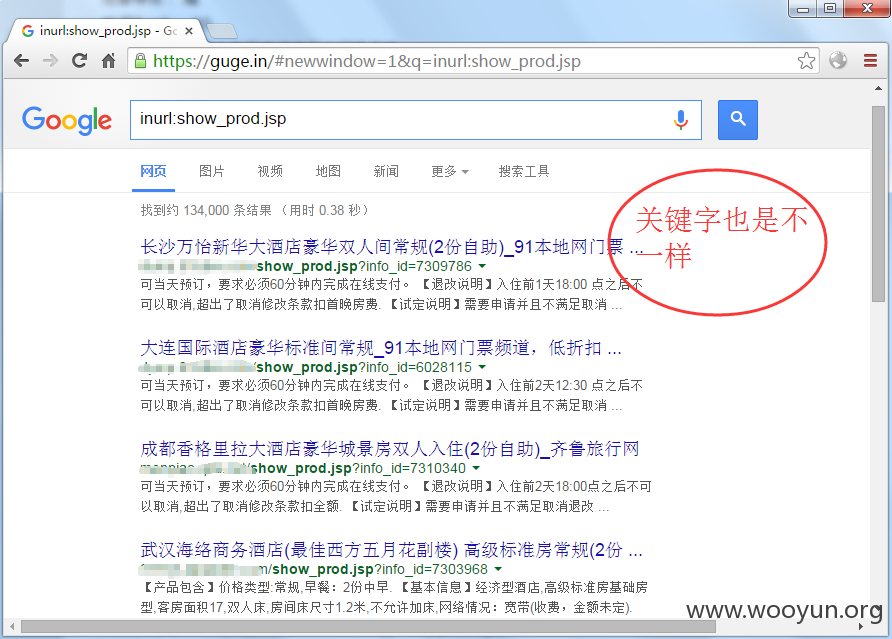 inurl:show_prod.jsp - Go
https://guge.in/#newwindow=1&q=inurl:show_prod.jsp
Google
inurl:show_prod.jsp
网页 图片 视频 地图 新闻 更多 搜索工具
找到约 134,000 条结果 （用时 0.38 秒）
关键字也是不
一样
长沙万怡新华大酒店豪华双人间常规(2份自助)_91本地网门票 ...
show_prod.jsp?info_id=7309786
可当天预订，要求必须60分钟内完成在线支付。 【退改说明】入住前1天18:00 点之后不
可以取消,超出了取消修改条款扣首晚房费. 【试定说明】需要申请并且不满足取消 ...
大连国际酒店豪华标准间常规_91本地网门票频道，低折扣 ...
/show_prod.jsp?info_id=6028115
可当天预订，要求必须60分钟内完成在线支付。 【退改说明】入住前2天12:30 点之后不
可以取消,超出了取消修改条款扣首晚房费. 【试定说明】需要申请并且不满足取消 ...
成都香格里拉大酒店豪华城景房双人入住(2份自助)_齐鲁旅行网
/show_prod.jsp?info_id=7310340
可当天预订，要求必须60分钟内完成在线支付。 【退改说明】入住前2天18:00点之后不可
以取消,超出了取消修改条款扣全额. 【试定说明】需要申请并且不满足退改 ...
武汉海络商务酒店(最佳西方五月花副楼) 高级标准房常规(2份 ...
m/show_prod.jsp?info_id=7303968
【产品包含】价格类型:常规,早餐：2份中早. 【基本信息】经济型酒店,高级标准房基础房
型,客房面积17,双人床,房间床尺寸1.2米,不允许加床,网络情况：宽带(收费，金额未定).
www.wooyun.org